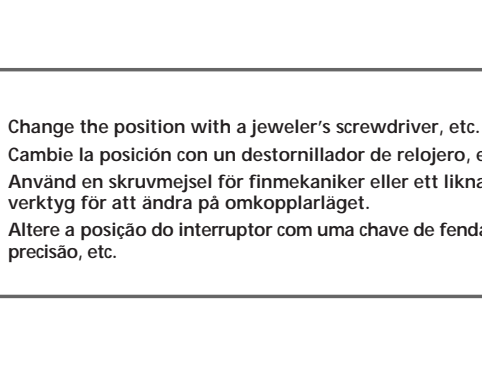 Change the position with a jeweler's screwdriver, etc.
Cambie la posición con un destornillador de relojero,
Använd en skruvmejsel för finmekaniker eller ett
verktyg för att ändra på omkopplarläget.
Altere a posição do interruptor com uma chave de fenda
precisão, etc.